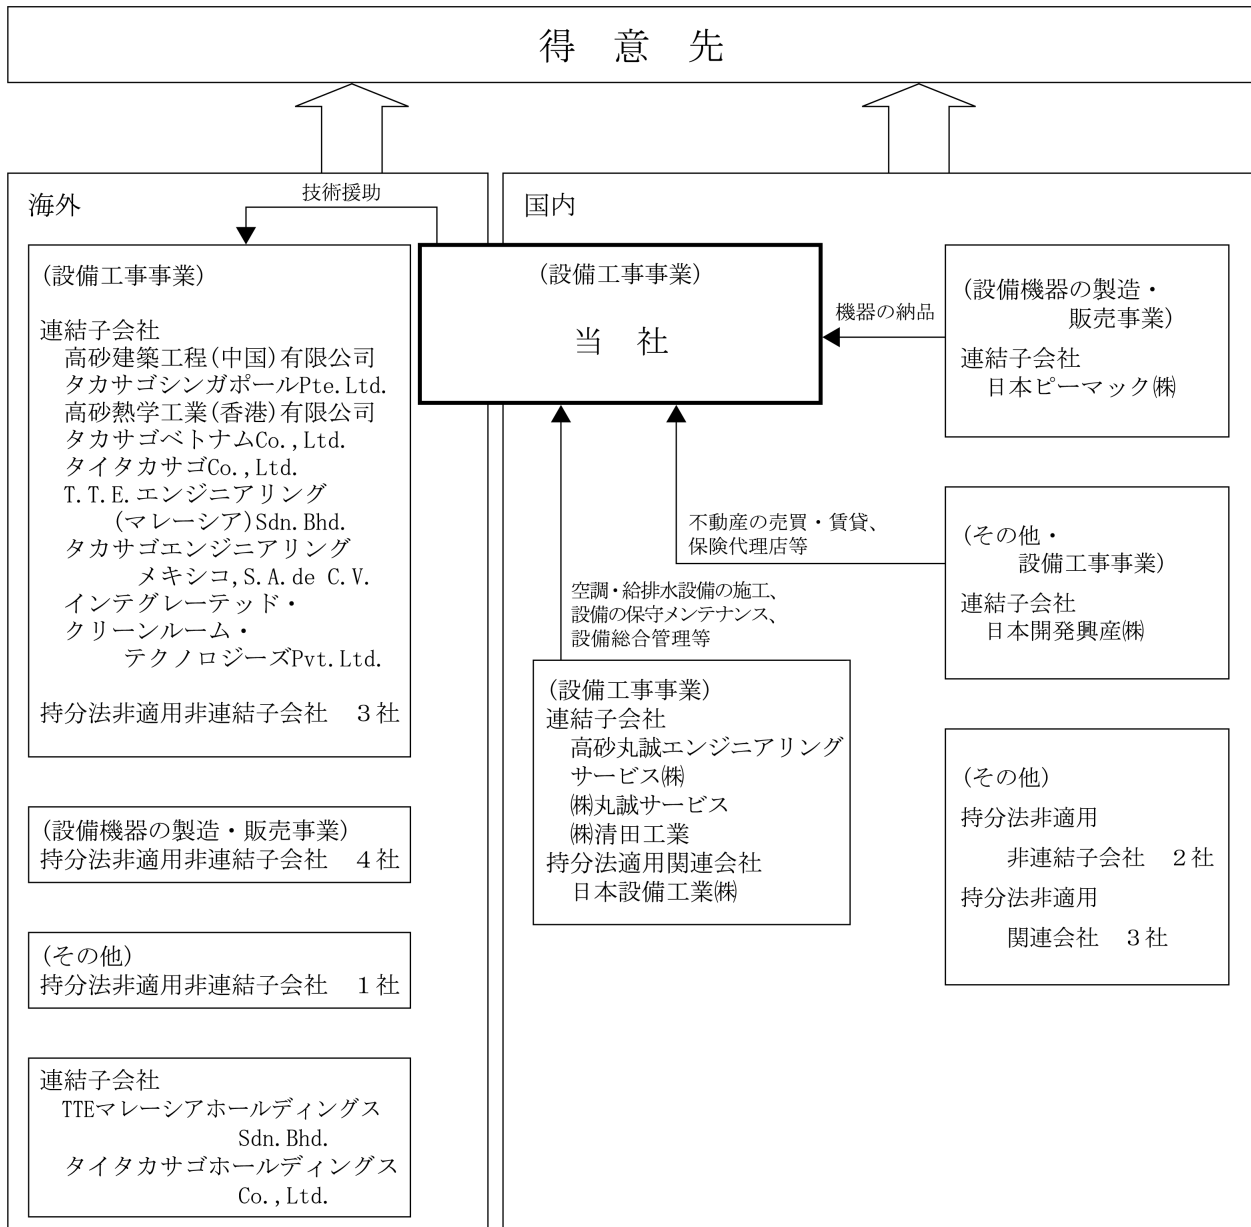 得意先
海外
技術援助
(設備工事事業)
連結子会社
高砂建築工程(中国)有限公司
タカサゴシンガポールPte.Ltd.
高砂熱学工業(香港)有限公司
タカサゴベトナムCo.,Ltd.
タイタカサゴCo.,Ltd.
T.T.E.エンジニアリング
(マレーシア)Sdn.Bhd.
タカサゴエンジニアリング
メキシコ,S.A.de C.V.
インテグレーテッド・
クリーンルーム・
テクノロジーズPvt.Ltd.
持分法非適用非連結子会社　3社
(設備機器の製造・販売事業)
持分法非適用非連結子会社　4社
(その他)
持分法非適用非連結子会社　1社
連結子会社
TTEマレーシアホールディングス
Sdn.Bhd.
タイタカサゴホールディングス
Co.,Ltd.
国内
(設備工事事業)
当社
機器の納品
(設備機器の製造・
販売事業)
連結子会社
日本ピーマック㈱
不動産の売買・賃貸、
保険代理店等
(その他・
設備工事事業)
連結子会社
日本開発興産㈱
空調・給排水設備の施工、
設備の保守メンテナンス、
設備総合管理等
(設備工事事業)
連結子会社
高砂丸誠エンジニアリング
サービス㈱
㈱丸誠サービス
㈱清田工業
持分法適用関連会社
日本設備工業㈱
(その他)
持分法非適用
非連結子会社　2社
持分法非適用
関連会社　3社